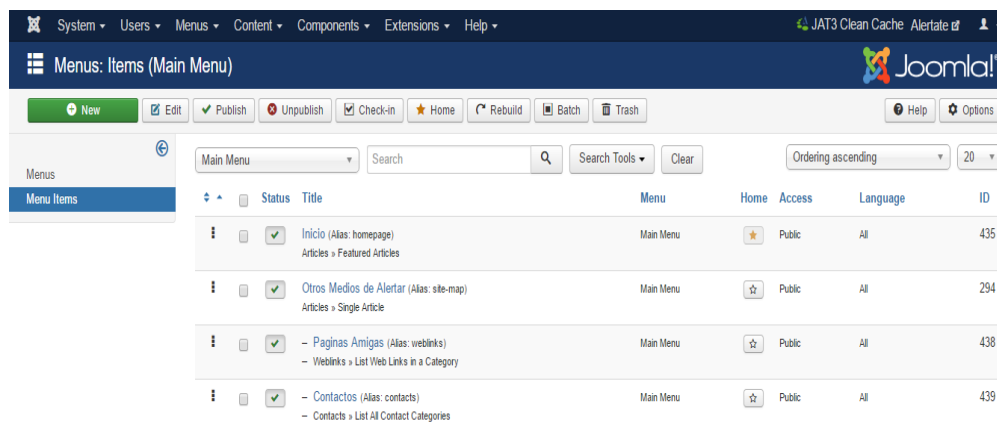 System Users Menus Content Components Extensions Help JAT3 Clean Cache Alertate
Menus: Items (Main Menu) Joomla!
New Edit Publish Unpublish Check-in Home Rebuild Batch Trash Help Options
Main Menu Search Search Tools Clear Ordering ascending 20
Menus
Menu Items
Status Title Menu Home Access Language ID
Inicio (Alias: homepage) Main Menu Public All 435
Articles » Featured Articles
Otros Medios de Alertar (Alias: site-map) Main Menu Public All 294
Articles » Single Article
– Paginas Amigas (Alias: weblinks) Main Menu Public All 438
– Weblinks » List Web Links in a Category
– Contactos (Alias: contacts) Main Menu Public All 439
– Contacts » List All Contact Categories